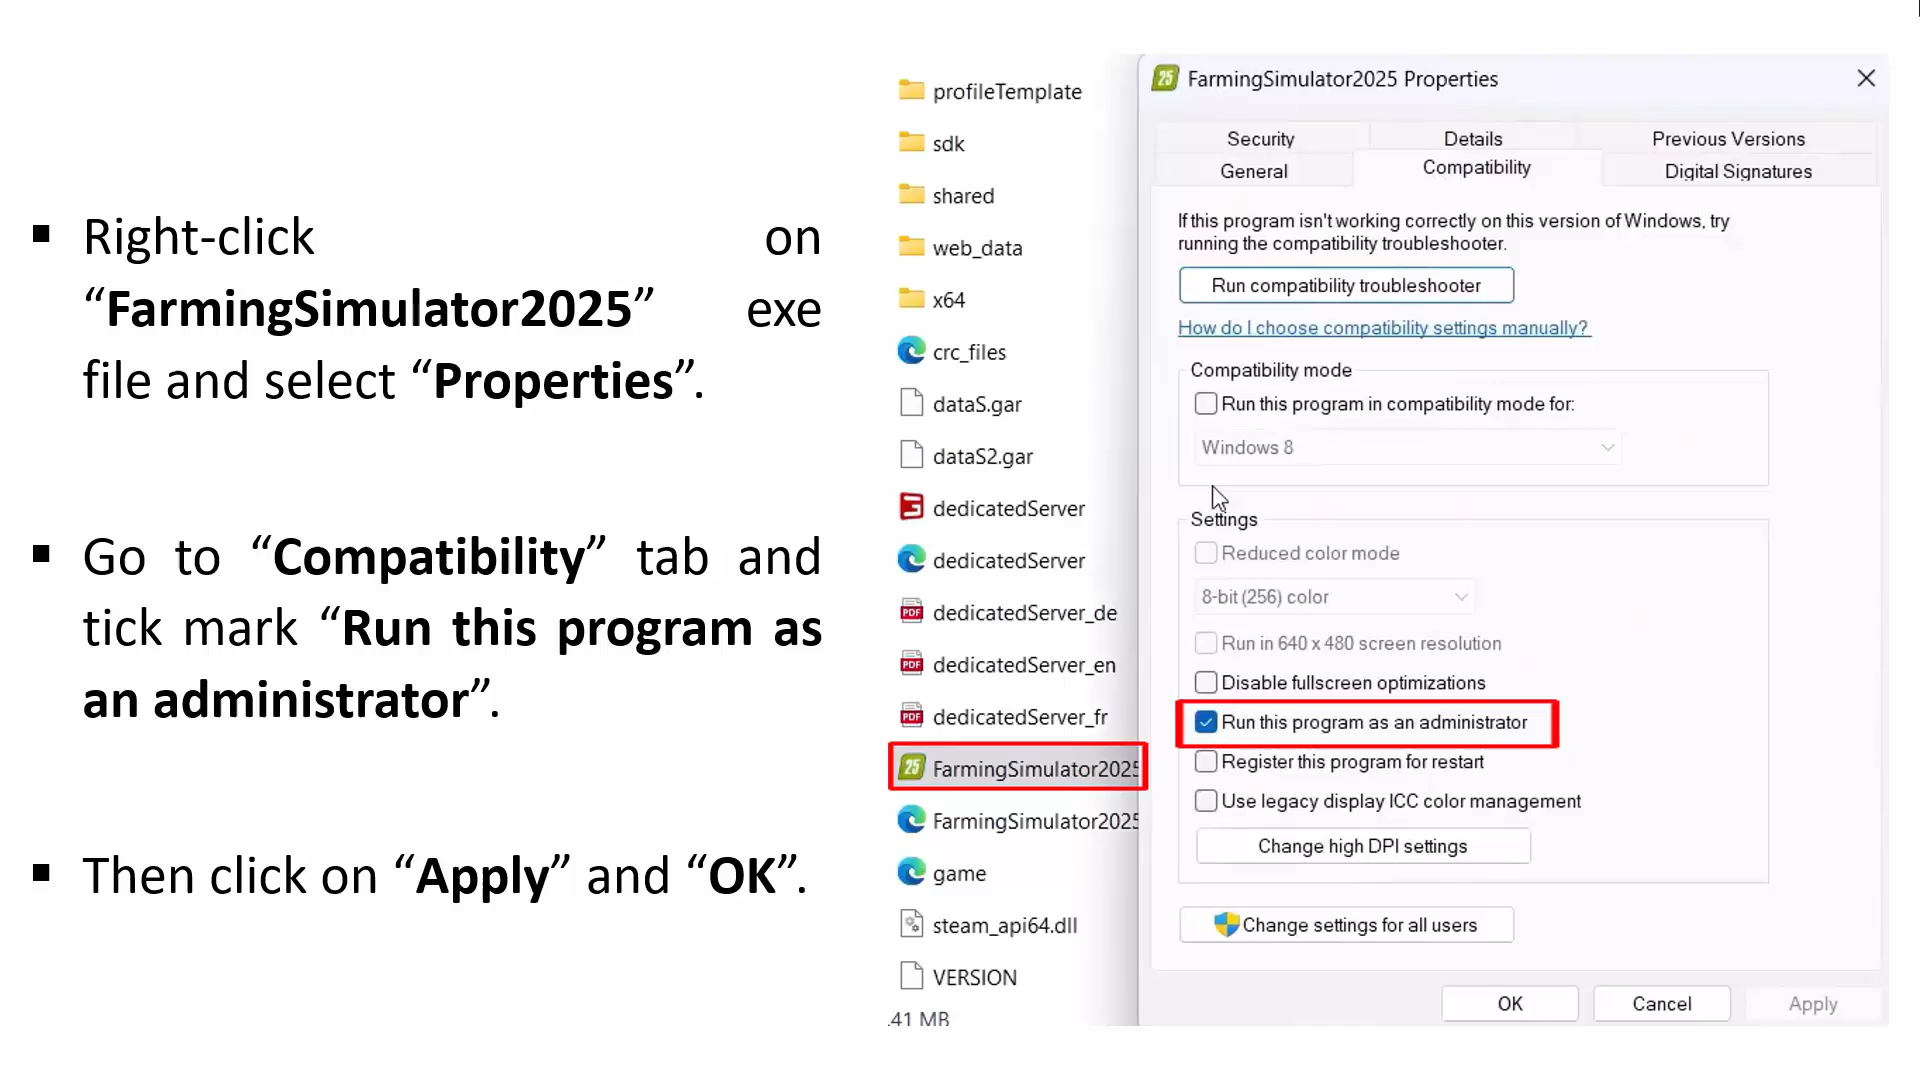 ▪ Right-click on
“FarmingSimulator2025” exe
file and select “Properties”.
▪ Go to “Compatibility” tab and
tick mark “Run this program as
an administrator”.
▪ Then click on “Apply” and “OK”.
profileTemplate
sdk
shared
web_data
x64
crc_files
dataS.gar
dataS2.gar
dedicatedServer
dedicatedServer
PDF dedicatedServer_de
PDF dedicatedServer_en
PDF dedicatedServer_fr
25 FarmingSimulator2025
FarmingSimulator2025
game
steam_api64.dll
VERSION
.41 MB
25 FarmingSimulator2025 Properties
Security Details Previous Versions
General Compatibility Digital Signatures
If this program isn't working correctly on this version of Windows, try
running the compatibility troubleshooter.
Run compatibility troubleshooter
How do I choose compatibility settings manually?
Compatibility mode
Run this program in compatibility mode for:
Windows 8
Settings
Reduced color mode
8-bit (256) color
Run in 640 x 480 screen resolution
Disable fullscreen optimizations
Run this program as an administrator
Register this program for restart
Use legacy display ICC color management
Change high DPI settings
Change settings for all users
OK Cancel Apply